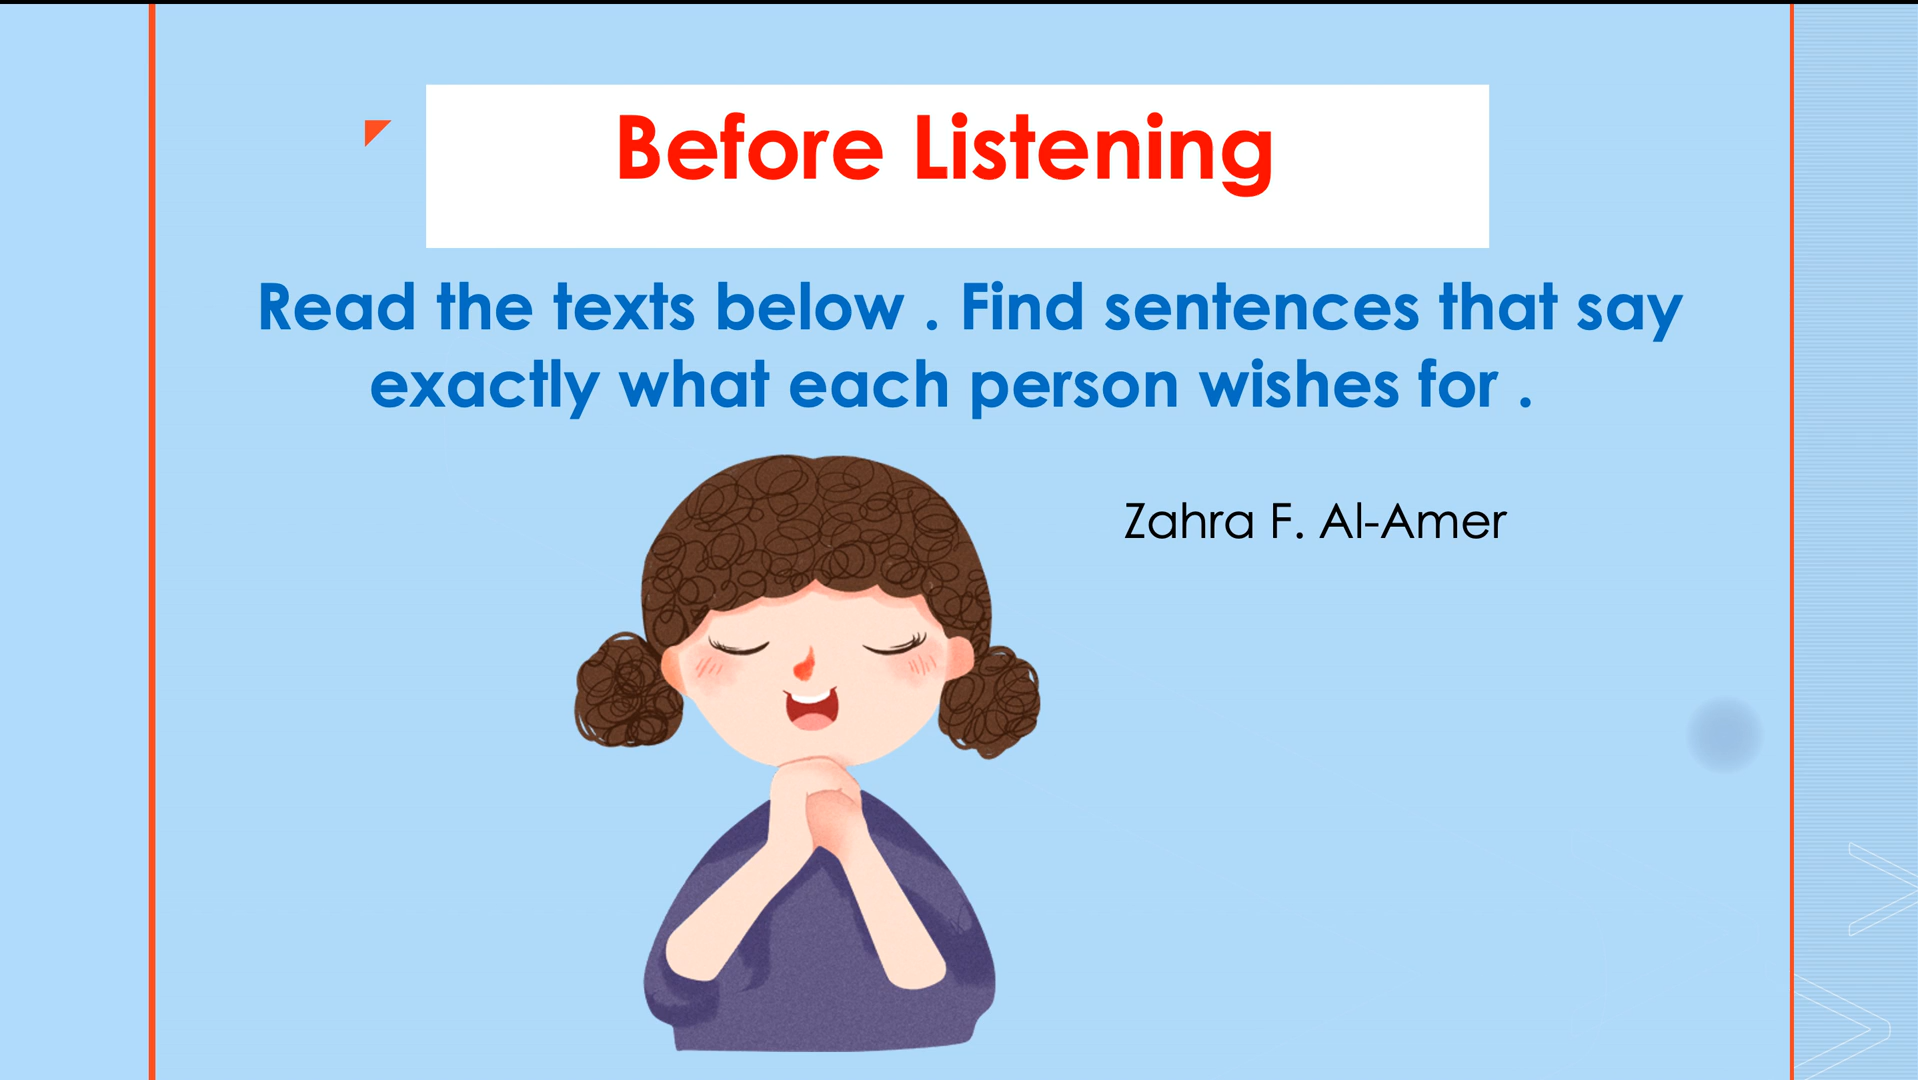 Before Listening
Read the texts below . Find sentences that say
exactly what each person wishes for .
Zahra F. Al-Amer